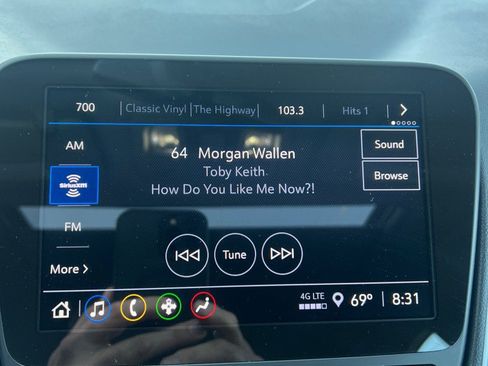 700 Classic Vinyl The Highway 103.3 Hits 1
AM
64 Morgan Wallen
Sound
Toby Keith
SiriusXM
Browse
How Do You Like Me Now?!
FM
Tune
More
4G LTE 69° 8:31